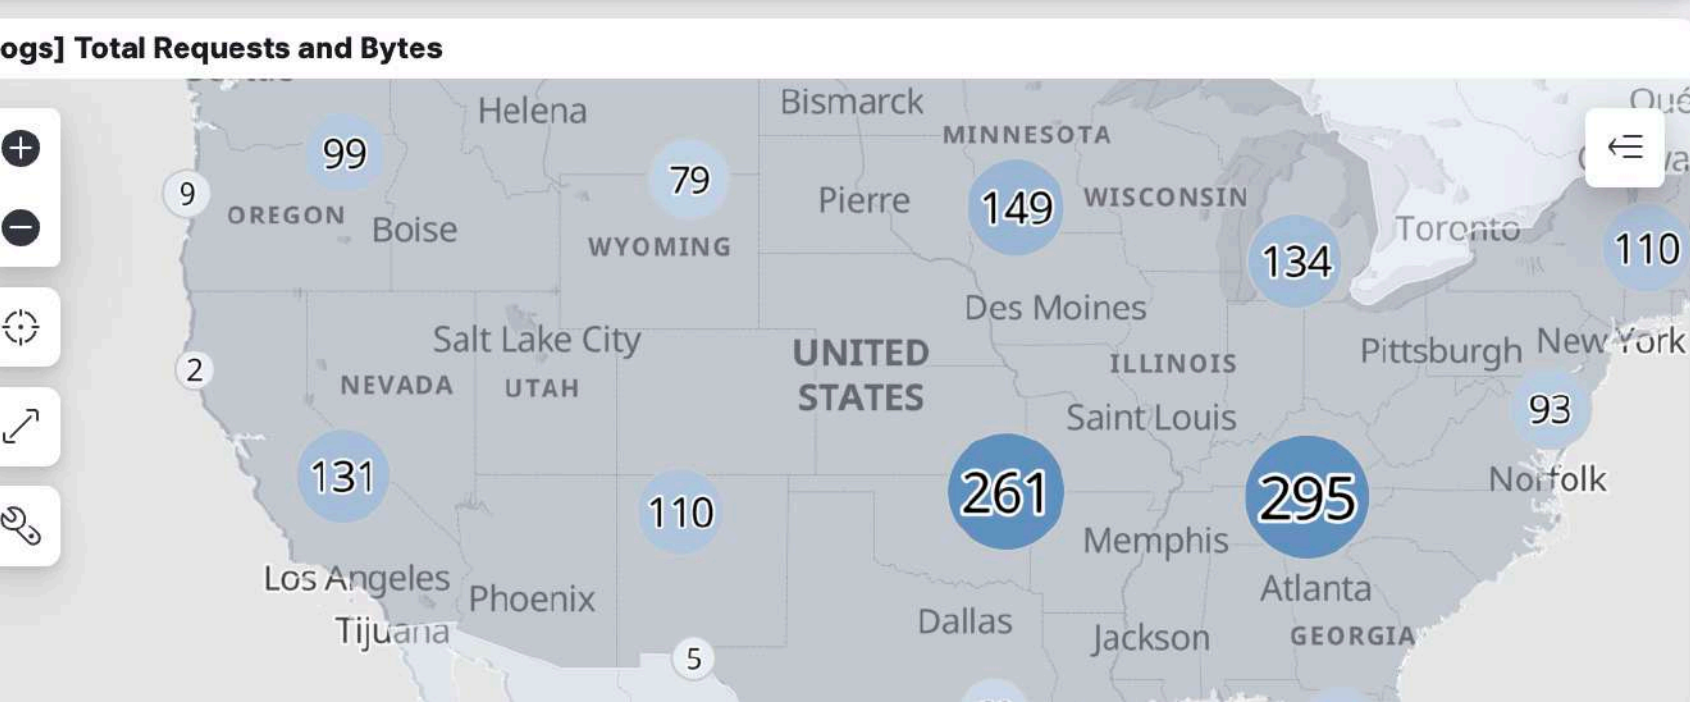 ogs] Total Requests and Bytes
Helena
Bismarck
MINNESOTA
99
79
9
OREGON
Boise
WYOMING
Pierre
149
WISCONSIN
134
Toronto
110
Des Moines
Salt Lake City
UNITED
STATES
ILLINOIS
Pittsburgh
New York
2
NEVADA
UTAH
Saint Louis
93
131
110
261
295
Norfolk
Memphis
Los Angeles
Phoenix
Atlanta
Tijuana
Dallas
Jackson
GEORGIA
5